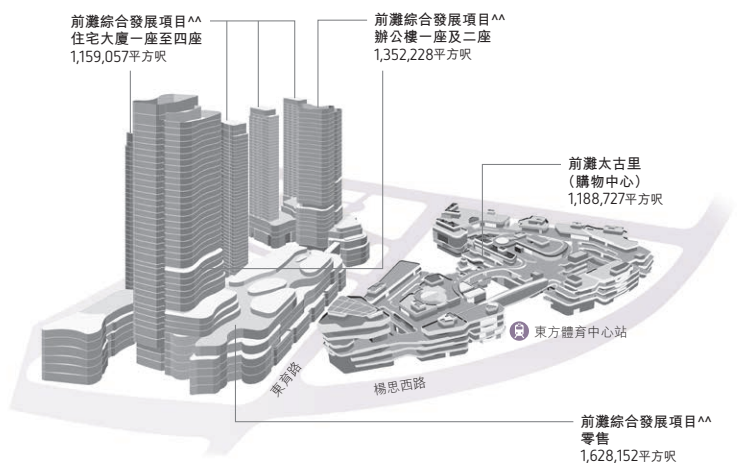 前灘綜合發展項目^^
住宅大廈一座至四座
1,159,057平方呎
前灘綜合發展項目^^
辦公樓一座及二座
1,352,228平方呎
前灘太古里
（購物中心）
1,188,727平方呎
東方體育中心站
東育路
楊思西路
前灘綜合發展項目^^
零售
1,628,152平方呎